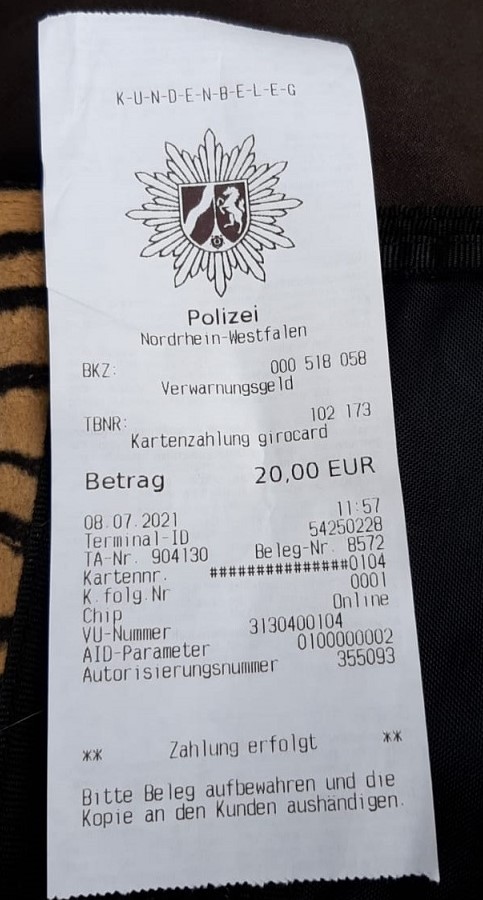 K-U-N-D-E-N-B-E-L-E-G
Polizei
Nordrhein-Westfalen
BKZ: 000 518 058
Verwarnungsgeld
TBNR: 102 173
Kartenzahlung girocard
Betrag 20,00 EUR
08.07.2021 11:57
Terminal-ID 54250228
TA-Nr. 904130 Beleg-Nr. 8572
Kartennr. ###############0104
K.folg.Nr 0001
Chip Online
VU-Nummer 3130400104
AID-Parameter 0100000002
Autorisierungsnummer 355093
** Zahlung erfolgt **
Bitte Beleg aufbewahren und die
Kopie an den Kunden aushändigen.